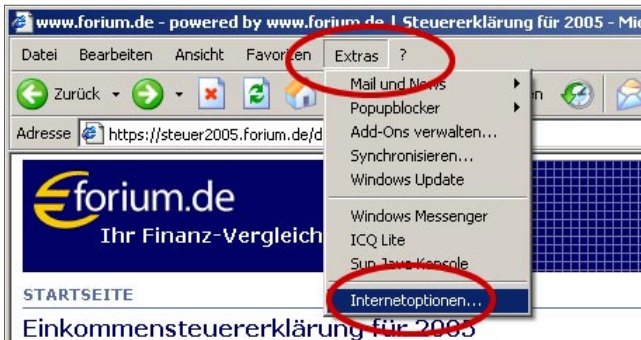 www.forium.de - powered by www.forium.de | Steuererklärung für 2005 - Mi
Datei Bearbeiten Ansicht Favoriten Extras ?
Zurück
Mail und News
Popupblocker
Add-Ons verwalten...
Synchronisieren...
Windows Update
Windows Messenger
ICQ Lite
Sun Java Konsole
Internetoptionen...
Adresse https://steuer2005.forium.de/d
forium.de
Ihr Finanz-Vergleich
STARTSEITE
Einkommensteuererklärung für 2005